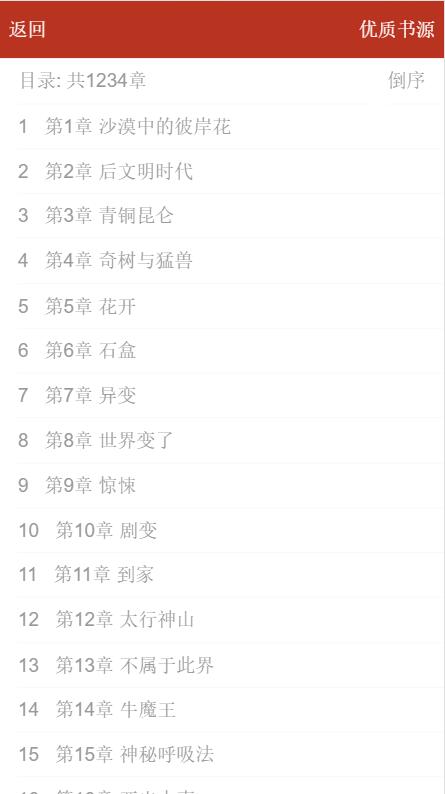 返回 优质书源
目录: 共1234章 倒序
1 第1章 沙漠中的彼岸花
2 第2章 后文明时代
3 第3章 青铜昆仑
4 第4章 奇树与猛兽
5 第5章 花开
6 第6章 石盒
7 第7章 异变
8 第8章 世界变了
9 第9章 惊悚
10 第10章 剧变
11 第11章 到家
12 第12章 太行神山
13 第13章 不属于此界
14 第14章 牛魔王
15 第15章 神秘呼吸法